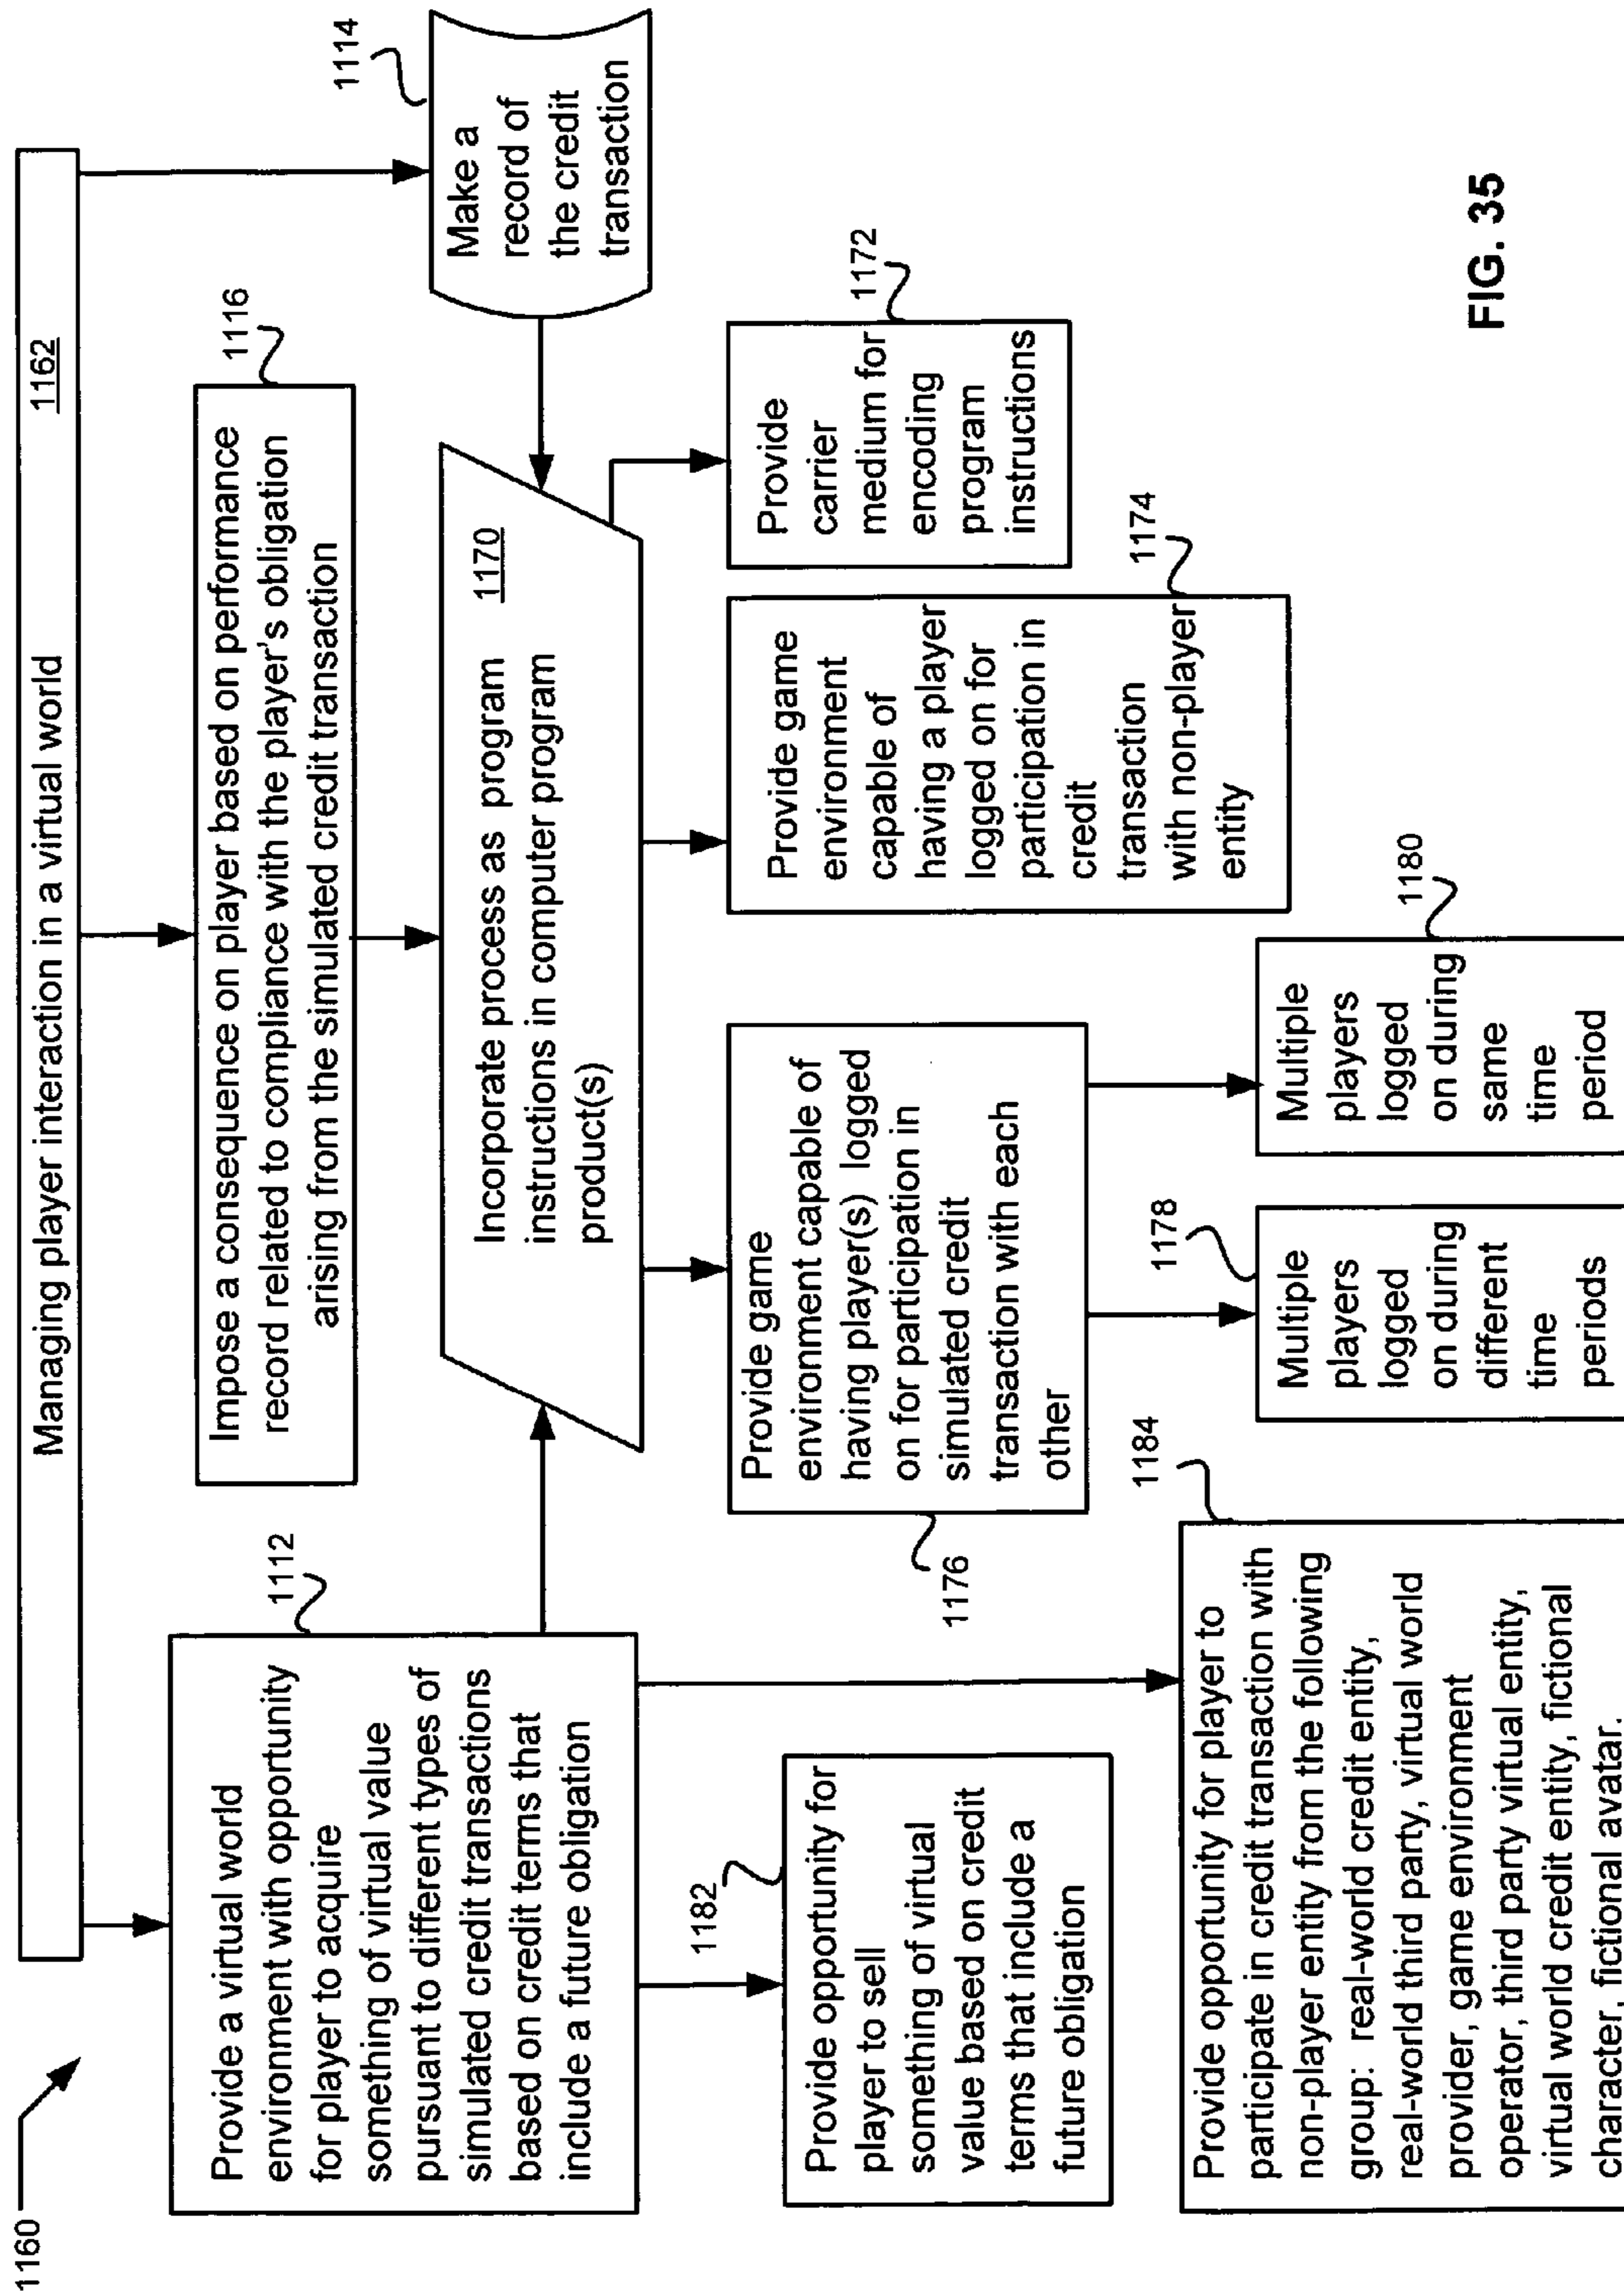 1160
Managing player interaction in a virtual world
1162
1112
Provide a virtual world
environment with opportunity
for player to acquire
something of virtual value
pursuant to different types of
simulated credit transactions
based on credit terms that
include a future obligation
1116
Impose a consequence on player based on performance
record related to compliance with the player's obligation
arising from the simulated credit transaction
1114
Make a
record of
the credit
transaction
1170
Incorporate process as program
instructions in computer program
product(s)
1182
Provide opportunity for
player to sell
something of virtual
value based on credit
terms that include a
future obligation
1176
Provide game
environment capable of
having player(s) logged
on for participation in
simulated credit
transaction with each
other
1174
Provide game
environment
capable of
having a player
logged on for
participation in
credit
transaction
with non-player
entity
1172
Provide
carrier
medium for
encoding
program
instructions
1184
Provide opportunity for player to
participate in credit transaction with
non-player entity from the following
group: real-world credit entity,
real-world third party, virtual world
provider, game environment
operator, third party virtual entity,
virtual world credit entity, fictional
character, fictional avatar.
1178
Multiple
players
logged
on during
different
time
periods
1180
Multiple
players
logged
on during
same
time
period
FIG. 35